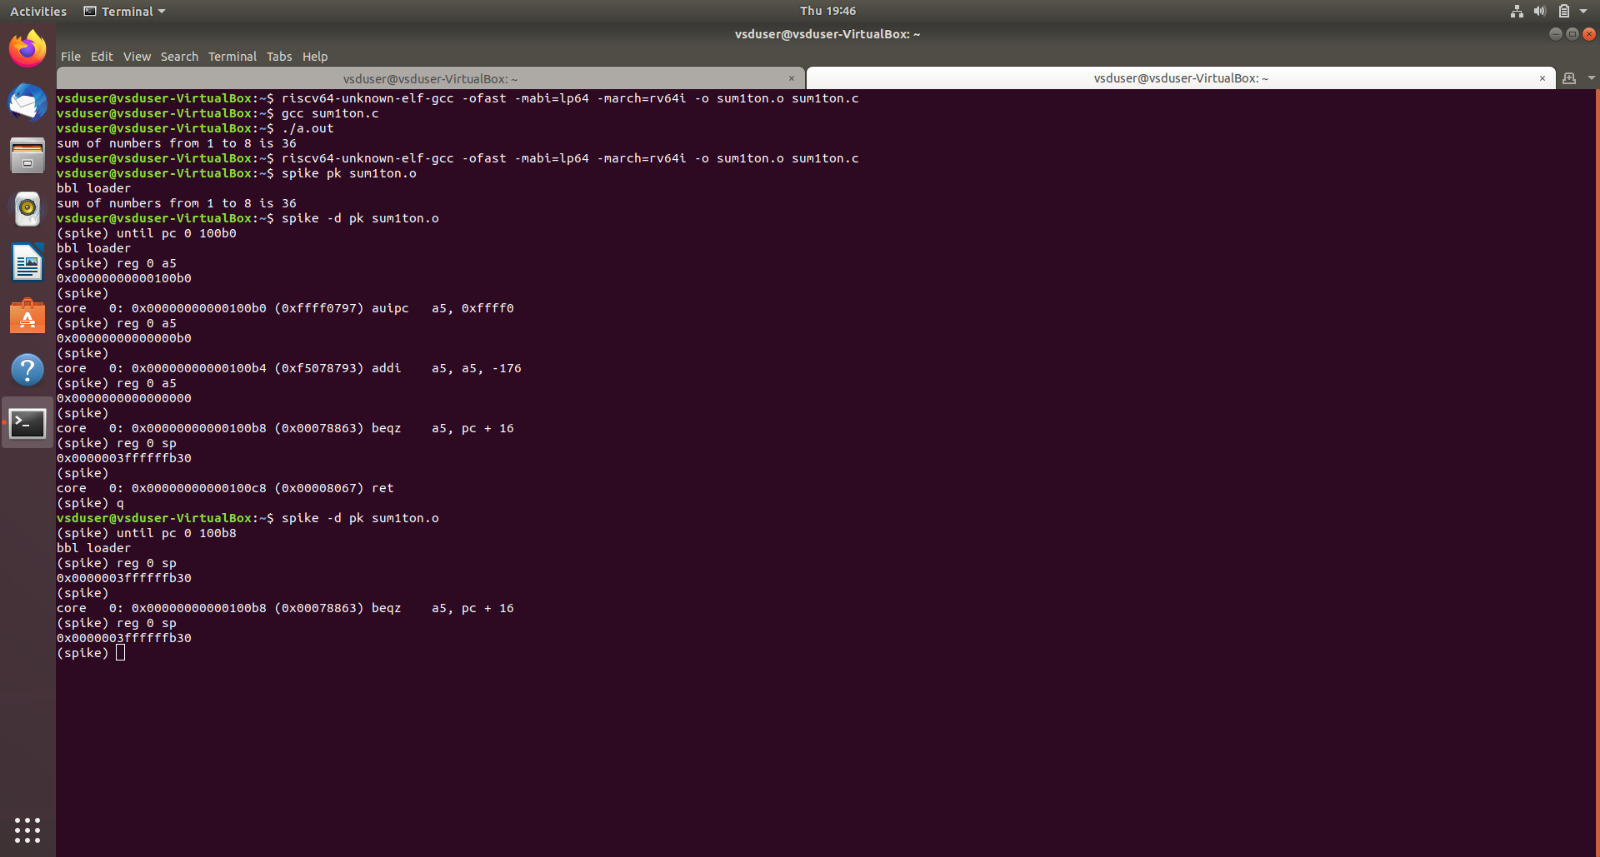 Activities Terminal Thu 19:46
vsduser@vsduser-VirtualBox: ~
File Edit View Search Terminal Tabs Help
vsduser@vsduser-VirtualBox: ~ × vsduser@vsduser-VirtualBox: ~ ×
vsduser@vsduser-VirtualBox:~$ riscv64-unknown-elf-gcc -ofast -mabi=lp64 -march=rv64i -o sum1ton.o sum1ton.c
vsduser@vsduser-VirtualBox:~$ gcc sum1ton.c
vsduser@vsduser-VirtualBox:~$ ./a.out
sum of numbers from 1 to 8 is 36
vsduser@vsduser-VirtualBox:~$ riscv64-unknown-elf-gcc -ofast -mabi=lp64 -march=rv64i -o sum1ton.o sum1ton.c
vsduser@vsduser-VirtualBox:~$ spike pk sum1ton.o
bbl loader
sum of numbers from 1 to 8 is 36
vsduser@vsduser-VirtualBox:~$ spike -d pk sum1ton.o
(spike) until pc 0 100b0
bbl loader
(spike) reg 0 a5
0x00000000000100b0
(spike)
core   0: 0x00000000000100b0 (0xffff0797) auipc   a5, 0xffff0
(spike) reg 0 a5
0x00000000000000b0
(spike)
core   0: 0x00000000000100b4 (0xf5078793) addi    a5, a5, -176
(spike) reg 0 a5
0x0000000000000000
(spike)
core   0: 0x00000000000100b8 (0x00078863) beqz    a5, pc + 16
(spike) reg 0 sp
0x0000003ffffffb30
(spike)
core   0: 0x00000000000100c8 (0x00008067) ret
(spike) q
vsduser@vsduser-VirtualBox:~$ spike -d pk sum1ton.o
(spike) until pc 0 100b8
bbl loader
(spike) reg 0 sp
0x0000003ffffffb30
(spike)
core   0: 0x00000000000100b8 (0x00078863) beqz    a5, pc + 16
(spike) reg 0 sp
0x0000003ffffffb30
(spike)